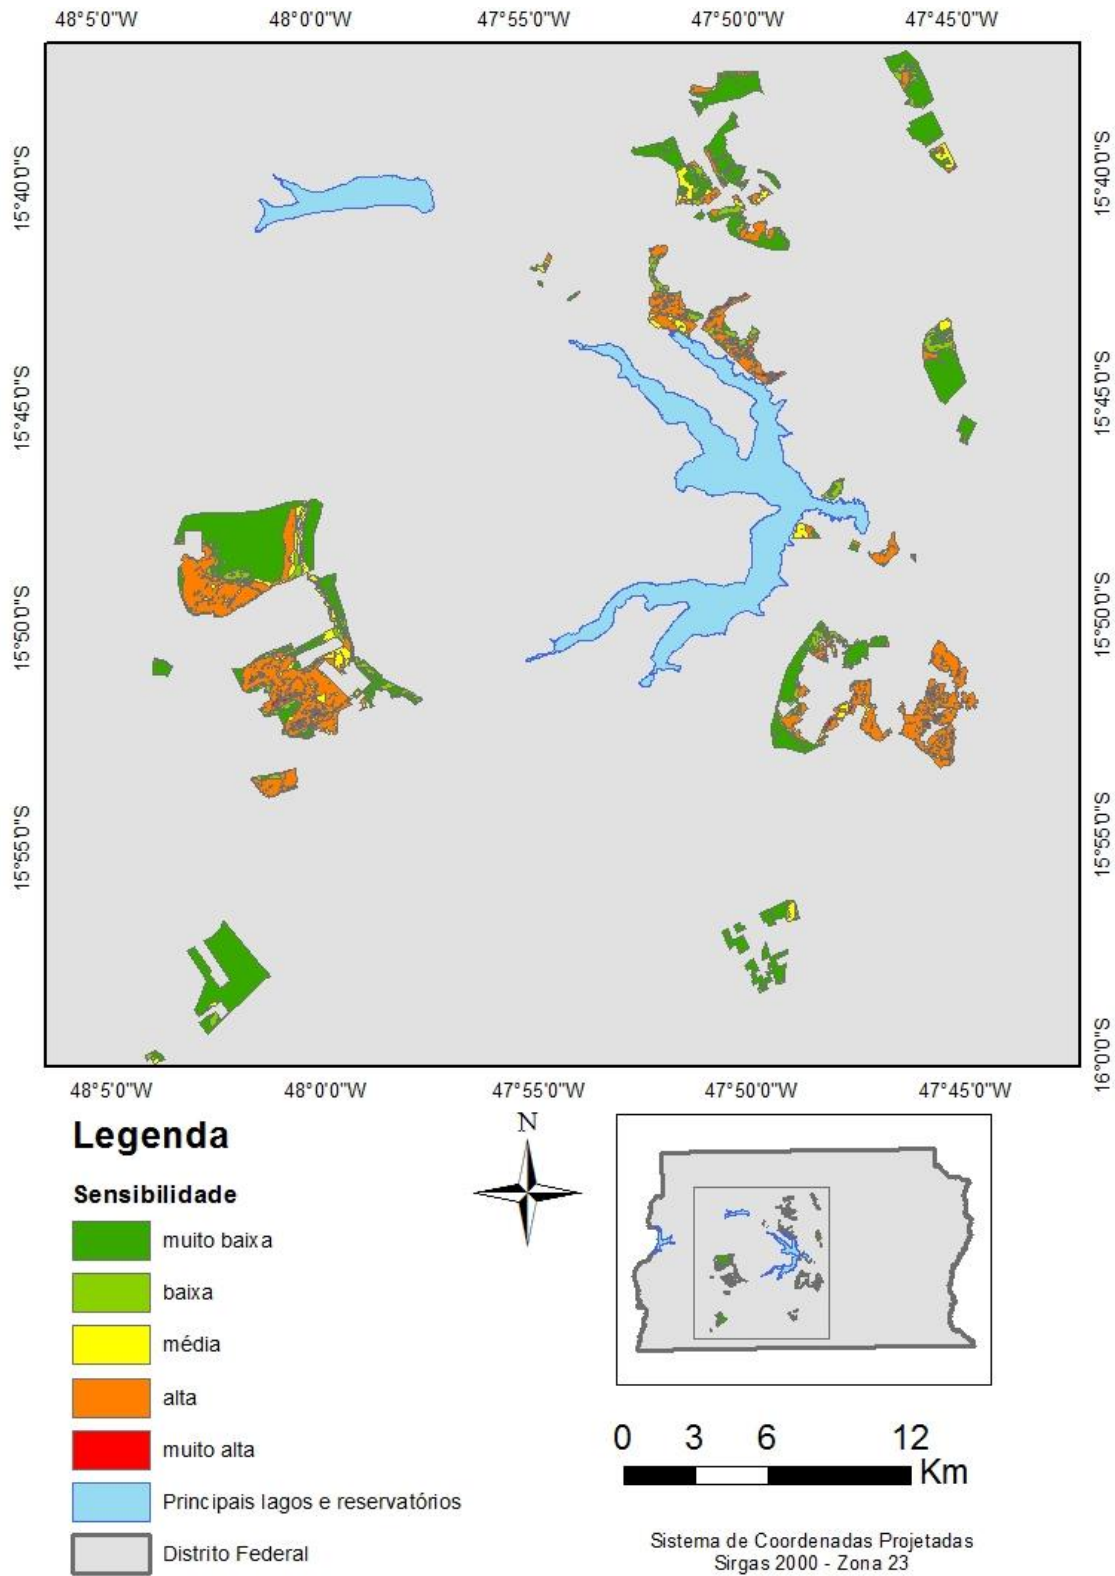 48°5'0"W 48°0'0"W 47°55'0"W 47°50'0"W 47°45'0"W
15°40'0"S 15°40'0"S
15°45'0"S 15°45'0"S
15°50'0"S 15°50'0"S
15°55'0"S 15°55'0"S
16°0'0"S
48°5'0"W 48°0'0"W 47°55'0"W 47°50'0"W 47°45'0"W
Legenda
N
Sensibilidade
muito baixa
baixa
média
alta
muito alta
Principais lagos e reservatórios
Distrito Federal
0 3 6 12
Km
Sistema de Coordenadas Projetadas
Sirgas 2000 - Zona 23